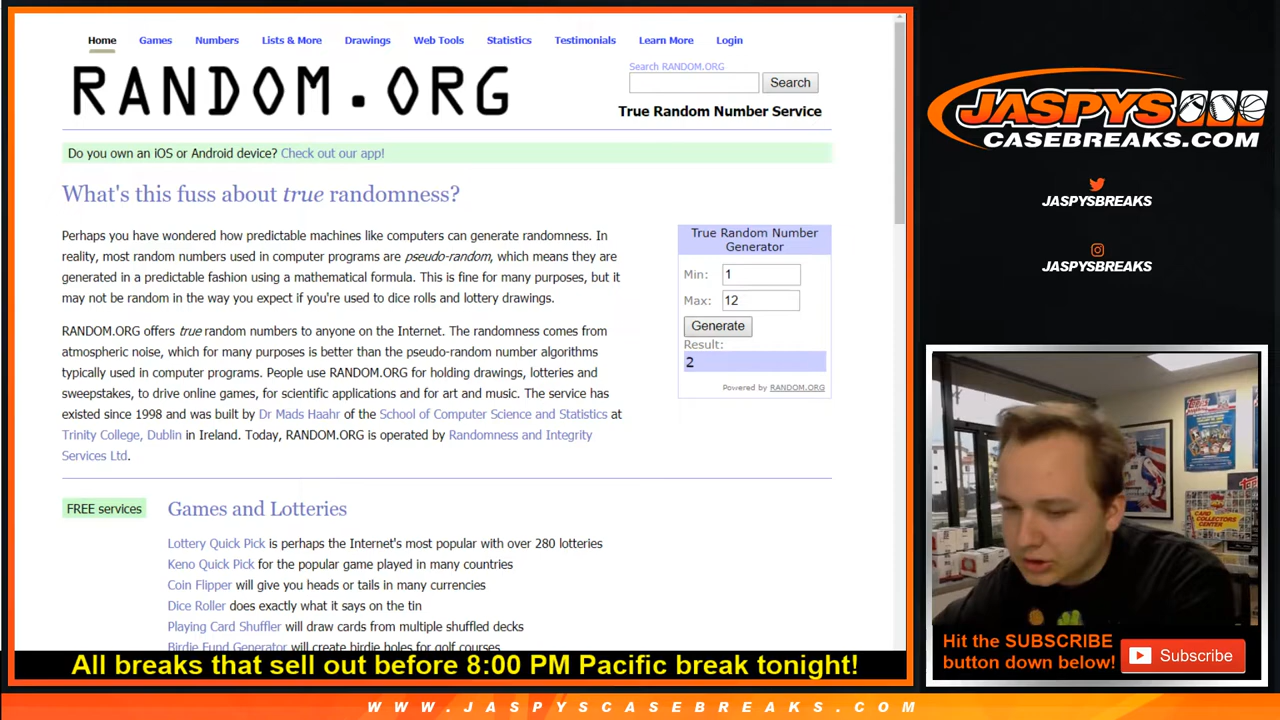 Home Games Numbers Lists & More Drawings Web Tools Statistics Testimonials Learn More Login
RANDOM.ORG
Search RANDOM.ORG
Search
True Random Number Service
Do you own an iOS or Android device? Check out our app!
What's this fuss about true randomness?
Perhaps you have wondered how predictable machines like computers can generate randomness. In
reality, most random numbers used in computer programs are pseudo-random, which means they are
generated in a predictable fashion using a mathematical formula. This is fine for many purposes, but it
may not be random in the way you expect if you're used to dice rolls and lottery drawings.
RANDOM.ORG offers true random numbers to anyone on the Internet. The randomness comes from
atmospheric noise, which for many purposes is better than the pseudo-random number algorithms
typically used in computer programs. People use RANDOM.ORG for holding drawings, lotteries and
sweepstakes, to drive online games, for scientific applications and for art and music. The service has
existed since 1998 and was built by Dr Mads Haahr of the School of Computer Science and Statistics at
Trinity College, Dublin in Ireland. Today, RANDOM.ORG is operated by Randomness and Integrity
Services Ltd.
True Random Number
Generator
Min: 1
Max: 12
Generate
Result:
2
Powered by RANDOM.ORG
FREE services
Games and Lotteries
Lottery Quick Pick is perhaps the Internet's most popular with over 280 lotteries
Keno Quick Pick for the popular game played in many countries
Coin Flipper will give you heads or tails in many currencies
Dice Roller does exactly what it says on the tin
Playing Card Shuffler will draw cards from multiple shuffled decks
Birdie Fund Generator will create birdie holes for golf courses
All breaks that sell out before 8:00 PM Pacific break tonight!
WWW.JASPYSCASEBREAKS.COM
JASPYS
CASEBREAKS.COM
JASPYSBREAKS
JASPYSBREAKS
Topps
CARD
COLLECTORS
CENTER
Hit the SUBSCRIBE
button down below!
Subscribe